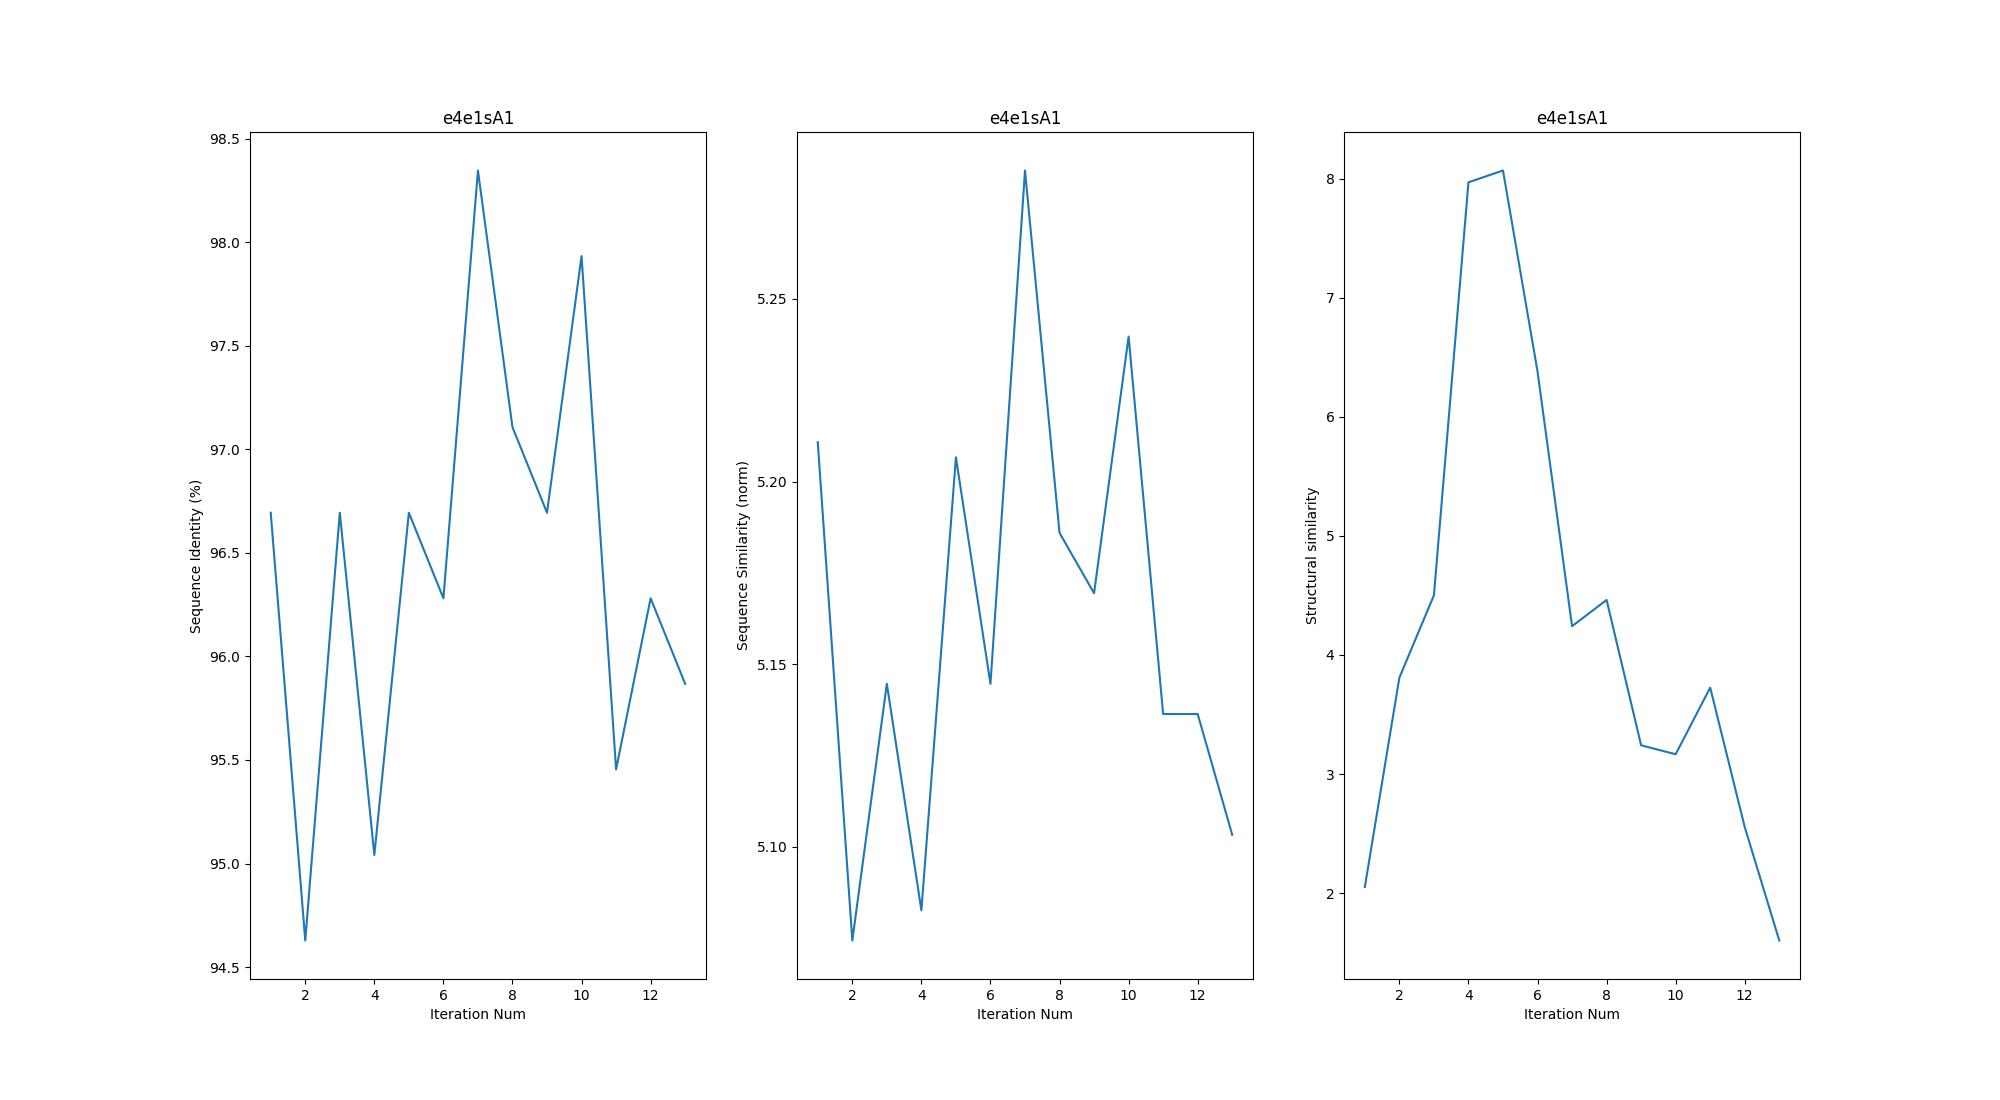 e4e1sA1
98.5
98.0
97.5
97.0
96.5
96.0
95.5
95.0
94.5
Sequence Identity (%)
2 4 6 8 10 12
Iteration Num
e4e1sA1
5.25
5.20
5.15
5.10
Sequence Similarity (norm)
2 4 6 8 10 12
Iteration Num
e4e1sA1
8
7
6
5
4
3
2
Structural similarity
2 4 6 8 10 12
Iteration Num